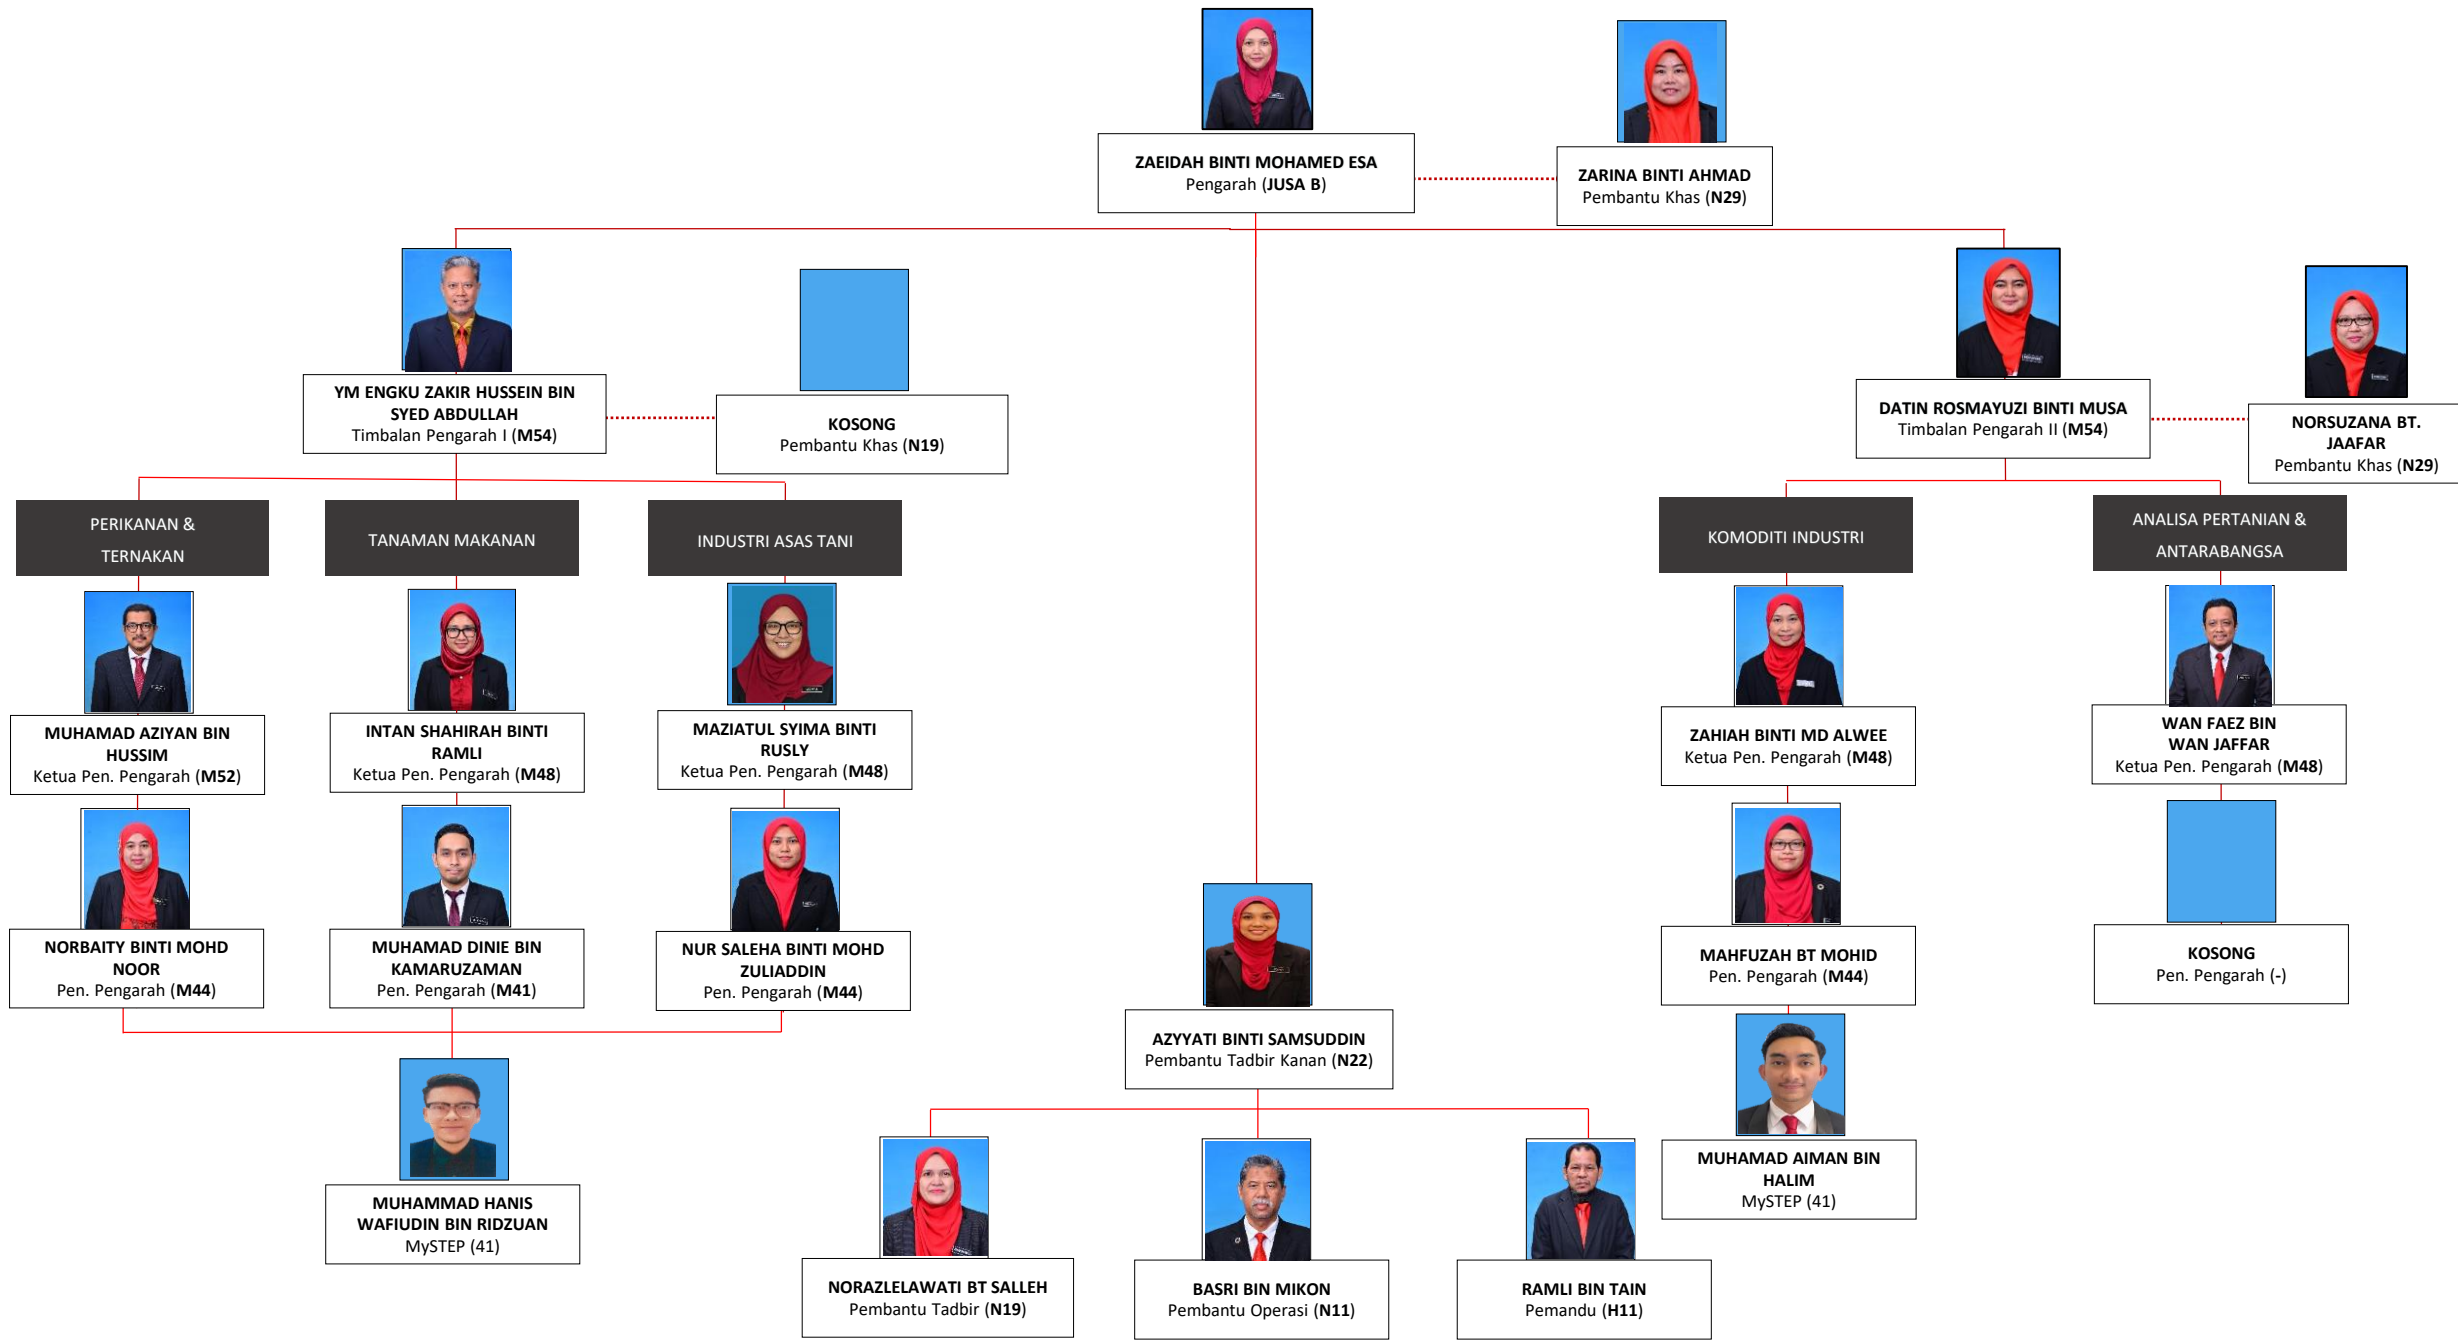 ZAEIDAH BINTI MOHAMED ESA
Pengarah (JUSA B)
ZARINA BINTI AHMAD
Pembantu Khas (N29)
YM ENGKU ZAKIR HUSSEIN BIN
SYED ABDULLAH
Timbalan Pengarah I (M54)
KOSONG
Pembantu Khas (N19)
DATIN ROSMAYUZI BINTI MUSA
Timbalan Pengarah II (M54)
NORSUZANA BT.
JAAFAR
Pembantu Khas (N29)
PERIKANAN &
TERNAKAN
TANAMAN MAKANAN
INDUSTRI ASAS TANI
KOMODITI INDUSTRI
ANALISA PERTANIAN &
ANTARABANGSA
MUHAMAD AZIYAN BIN
HUSSIM
Ketua Pen. Pengarah (M52)
INTAN SHAHIRAH BINTI
RAMLI
Ketua Pen. Pengarah (M48)
MAZIATUL SYIMA BINTI
RUSLY
Ketua Pen. Pengarah (M48)
ZAHIAH BINTI MD ALWEE
Ketua Pen. Pengarah (M48)
WAN FAEZ BIN
WAN JAFFAR
Ketua Pen. Pengarah (M48)
NORBAITY BINTI MOHD
NOOR
Pen. Pengarah (M44)
MUHAMAD DINIE BIN
KAMARUZAMAN
Pen. Pengarah (M41)
NUR SALEHA BINTI MOHD
ZULIADDIN
Pen. Pengarah (M44)
MAHFUZAH BT MOHID
Pen. Pengarah (M44)
KOSONG
Pen. Pengarah (-)
AZYYATI BINTI SAMSUDDIN
Pembantu Tadbir Kanan (N22)
MUHAMMAD HANIS
WAFIUDIN BIN RIDZUAN
MySTEP (41)
MUHAMAD AIMAN BIN
HALIM
MySTEP (41)
NORAZLELAWATI BT SALLEH
Pembantu Tadbir (N19)
BASRI BIN MIKON
Pembantu Operasi (N11)
RAMLI BIN TAIN
Pemandu (H11)